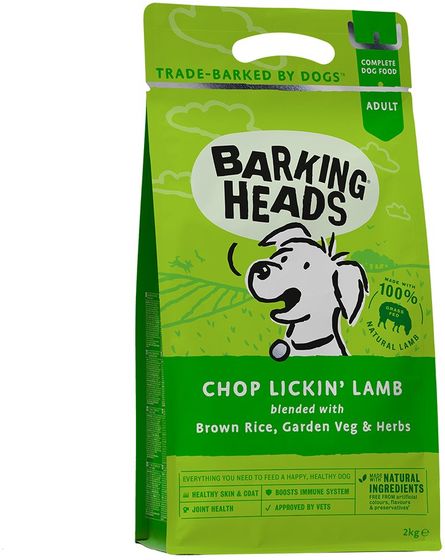 TRADE-BARKED BY DOGS™
COMPLETE
DOG FOOD
ADULT
BARKING®
HEADS
MADE WITH
100%
GRASS
FED
NATURAL LAMB
CHOP LICKIN' LAMB
blended with
Brown Rice, Garden Veg & Herbs
EVERYTHING YOU NEED TO FEED A HAPPY, HEALTHY DOG
HEALTHY SKIN & COAT
BOOSTS IMMUNE SYSTEM
JOINT HEALTH
APPROVED BY VETS
MADE WITH
NATURAL
INGREDIENTS
FREE FROM artificial
colours, flavours
& preservatives*
2kg ℮